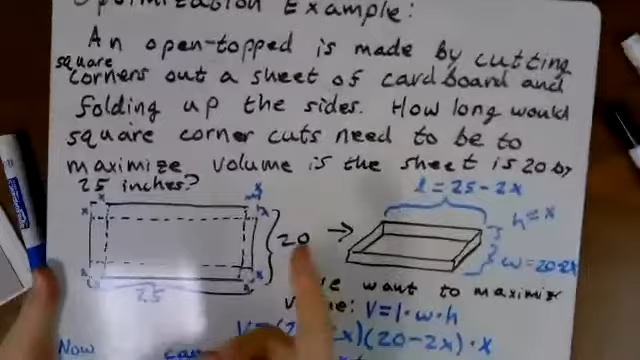 Optimization Example:
An open-topped is made by cutting
square
corners out a sheet of cardboard and
folding up the sides. How long would
square corner cuts need to be to
maximize volume is the sheet is 20 by
25 inches?
x
x
x
x
x
20
25
l = 25-2x
h=x
w=20-2x
we want to maximize
V = l·w·h
x)(20-2x)·x
Now